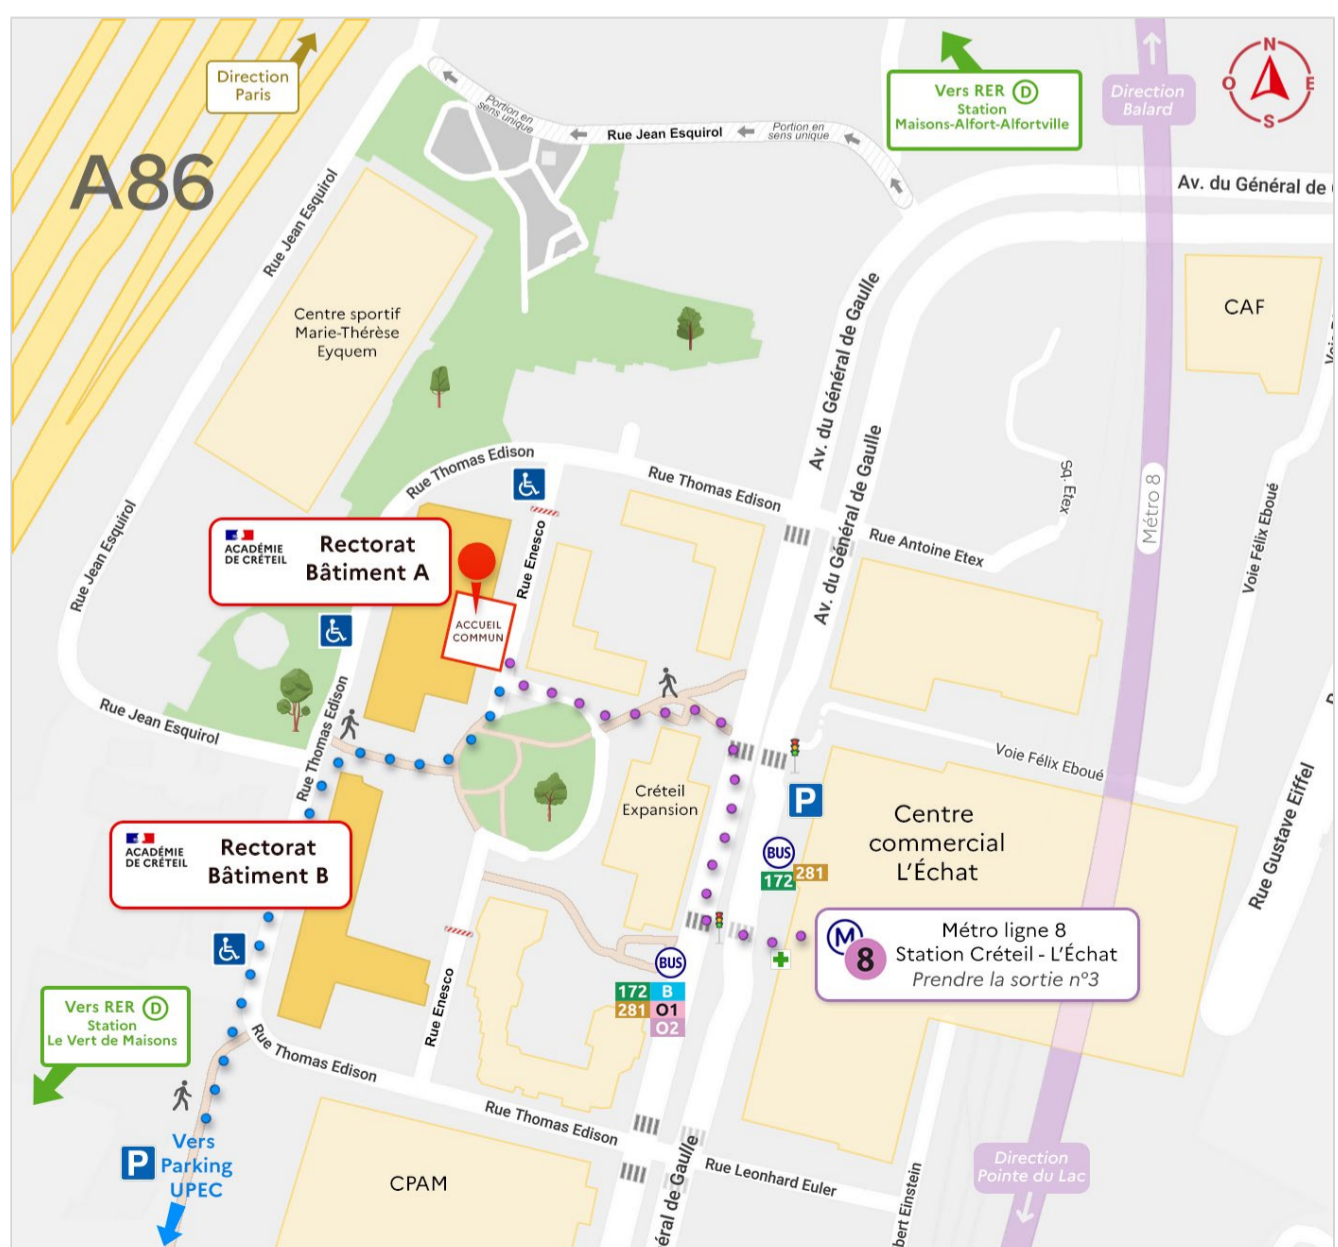 Direction
Paris
A86
Vers RER D
Station
Maisons-Alfort-Alfortville
Direction
Balard
N
O
E
S
Portion en
sens unique
Rue Jean Esquirol
Portion en
sens unique
Av. du Général de
Rue Jean Esquirol
Centre sportif
Marie-Thérèse
Eyquem
Av. du Général de Gaulle
CAF
Rue Thomas Edison
Rue Thomas Edison
Av. du Général de Gaulle
Sq. Etex
Métro 8
Voie Félix Eboué
Rue Antoine Etex
Rue Jean Esquirol
ACADÉMIE
DE CRÉTEIL
Rectorat
Bâtiment A
Rue Enesco
ACCUEIL
COMMUN
Rue Jean Esquirol
Rue Thomas Edison
Voie Félix Eboué
Créteil
Expansion
P
Centre
commercial
L'Échat
Rue Gustave Eiffel
ACADÉMIE
DE CRÉTEIL
Rectorat
Bâtiment B
BUS
172 281
M
8
Métro ligne 8
Station Créteil - L'Échat
Prendre la sortie n°3
BUS
172 B
281 O1
O2
Rue Enesco
Vers RER D
Station
Le Vert de Maisons
Rue Thomas Edison
Rue Thomas Edison
P
Vers
Parking
UPEC
CPAM
Rue Leonhard Euler
éral de Gaulle
bert Einstein
Direction
Pointe du Lac